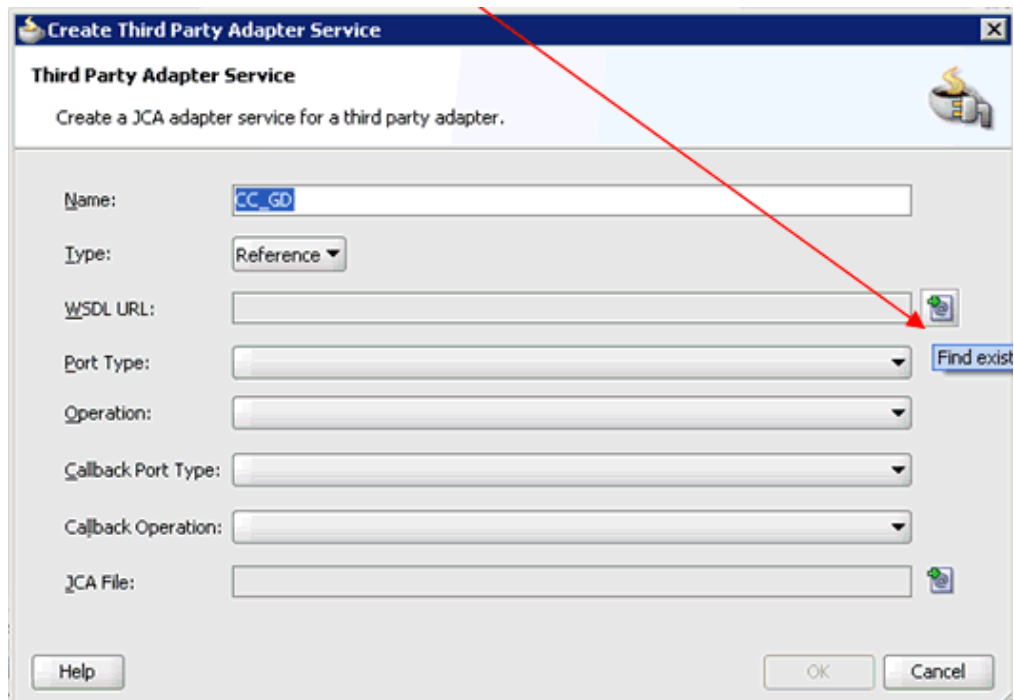 Create Third Party Adapter Service
Third Party Adapter Service
Create a JCA adapter service for a third party adapter.
Name: CC_GD
Type: Reference
WSDL URL:
Port Type:
Find exist
Operation:
Callback Port Type:
Callback Operation:
JCA File:
Help OK Cancel